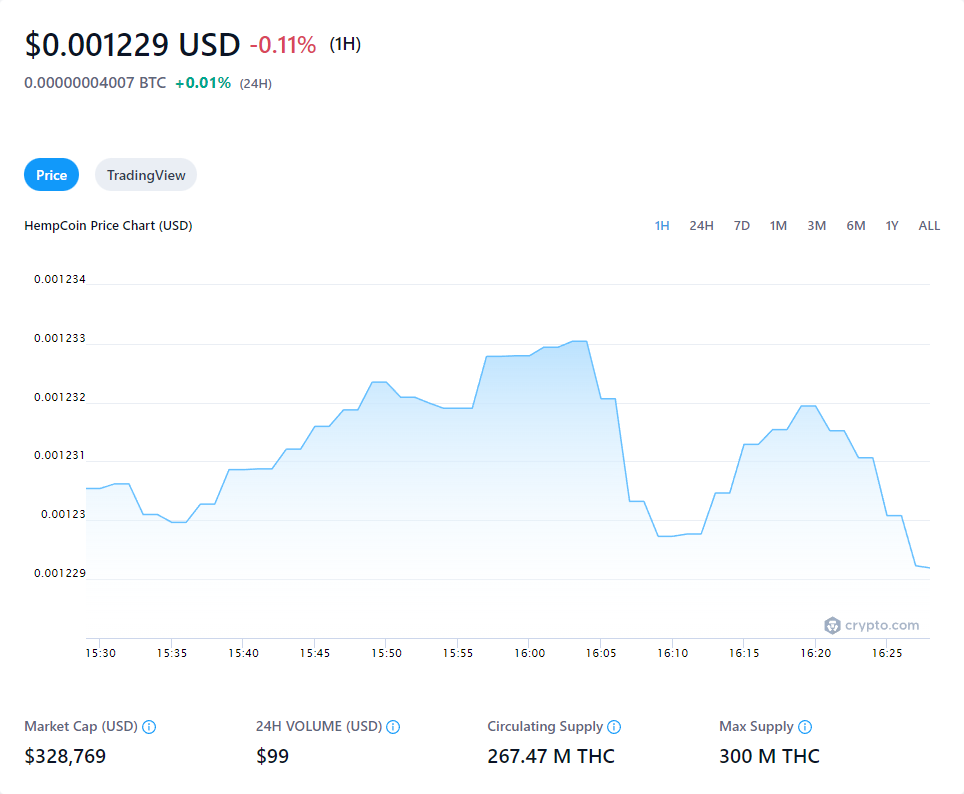 $0.001229 USD -0.11% (1H)
0.00000004007 BTC +0.01% (24H)
Price TradingView
HempCoin Price Chart (USD) 1H 24H 7D 1M 3M 6M 1Y ALL
0.001234
0.001233
0.001232
0.001231
0.00123
0.001229
crypto.com
15:30 15:35 15:40 15:45 15:50 15:55 16:00 16:05 16:10 16:15 16:20 16:25
Market Cap (USD) 24H VOLUME (USD) Circulating Supply Max Supply
$328,769 $99 267.47 M THC 300 M THC